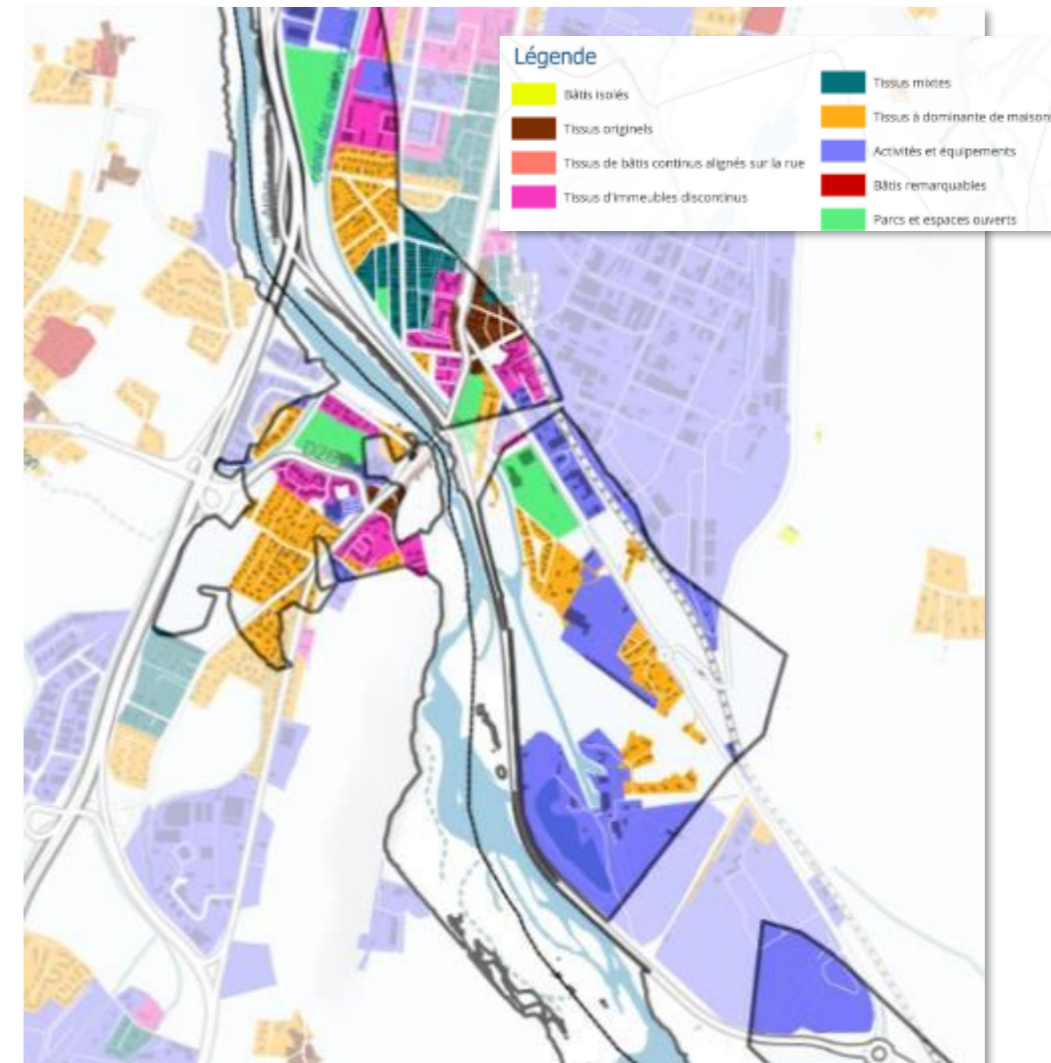 Légende
Bâtis isolés
Tissus originels
Tissus de bâtis continus alignés sur la rue
Tissus d'immeubles discontinus
Tissus mixtes
Tissus à dominante de maisons
Activités et équipements
Bâtis remarquables
Parcs et espaces ouverts